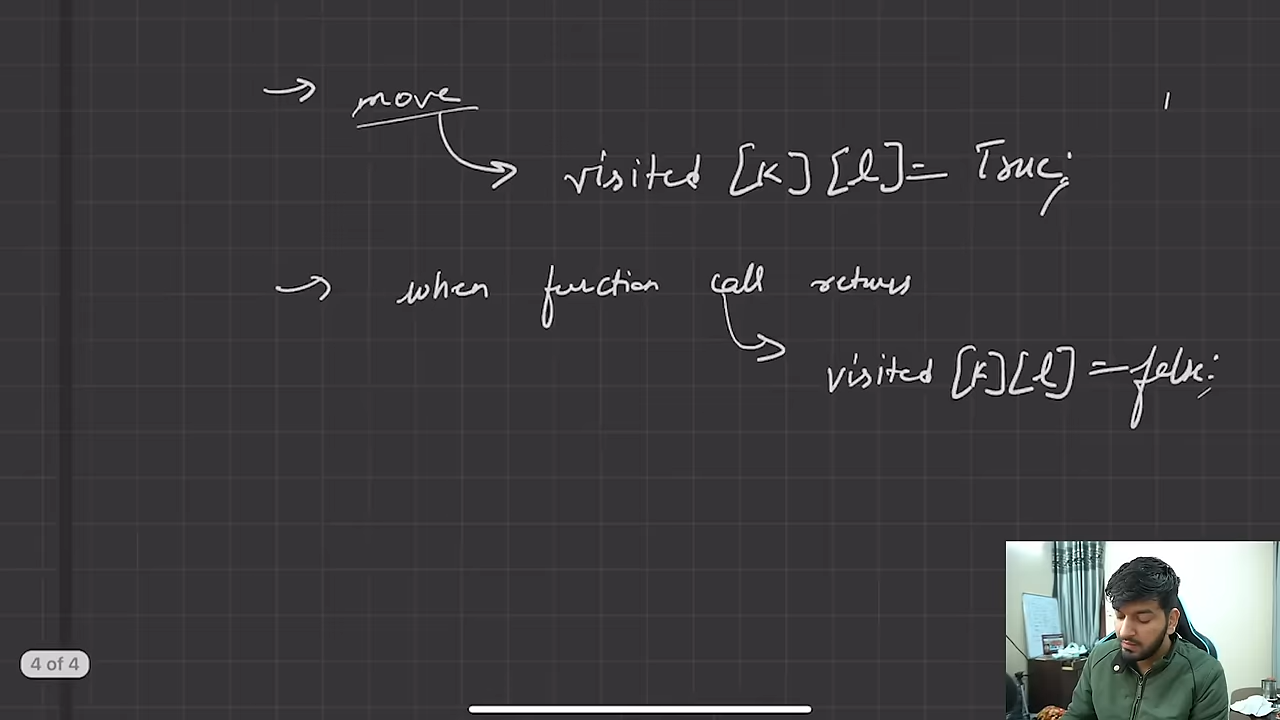 → move
visited [k][l] = True;
→ when function call returns
visited [k][l] = false;
4 of 4